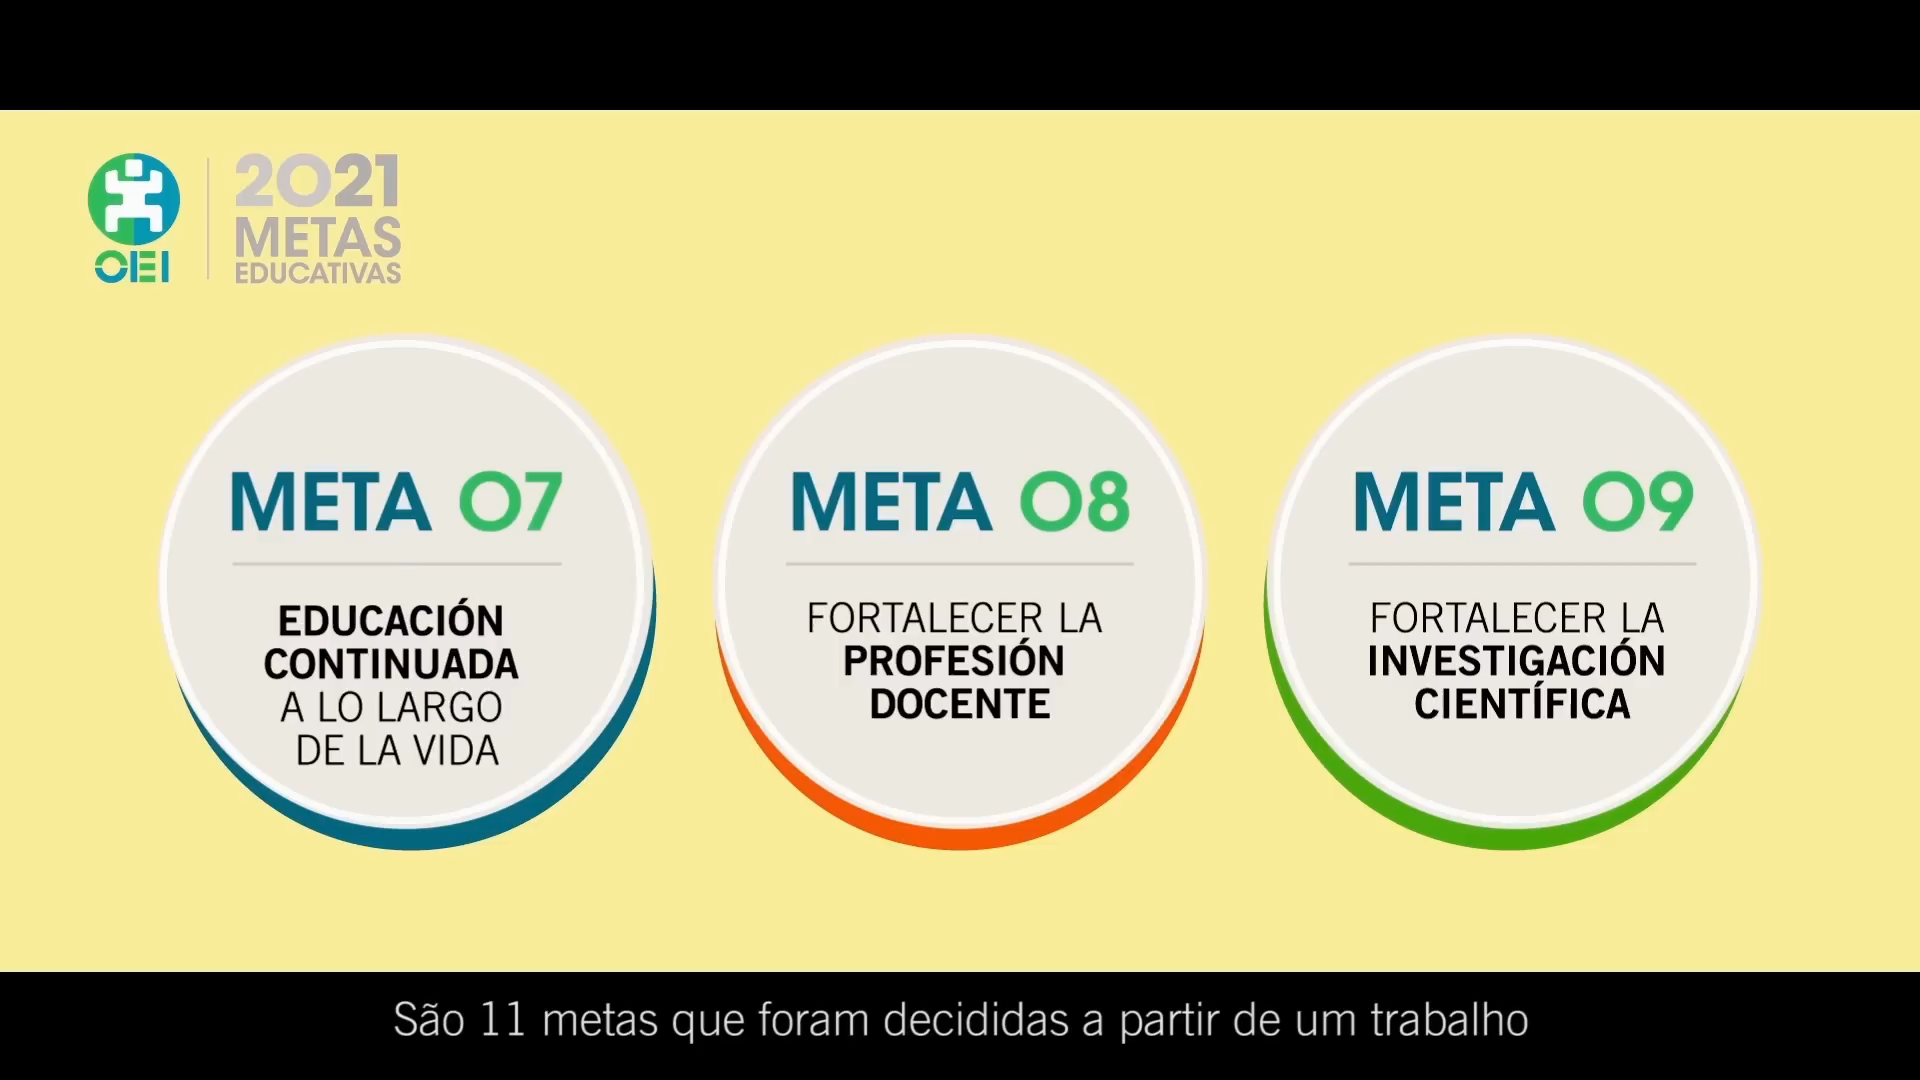 OEI
2021
METAS
EDUCATIVAS
META 07
EDUCACIÓN
CONTINUADA
A LO LARGO
DE LA VIDA
META 08
FORTALECER LA
PROFESIÓN
DOCENTE
META 09
FORTALECER LA
INVESTIGACIÓN
CIENTÍFICA
São 11 metas que foram decididas a partir de um trabalho